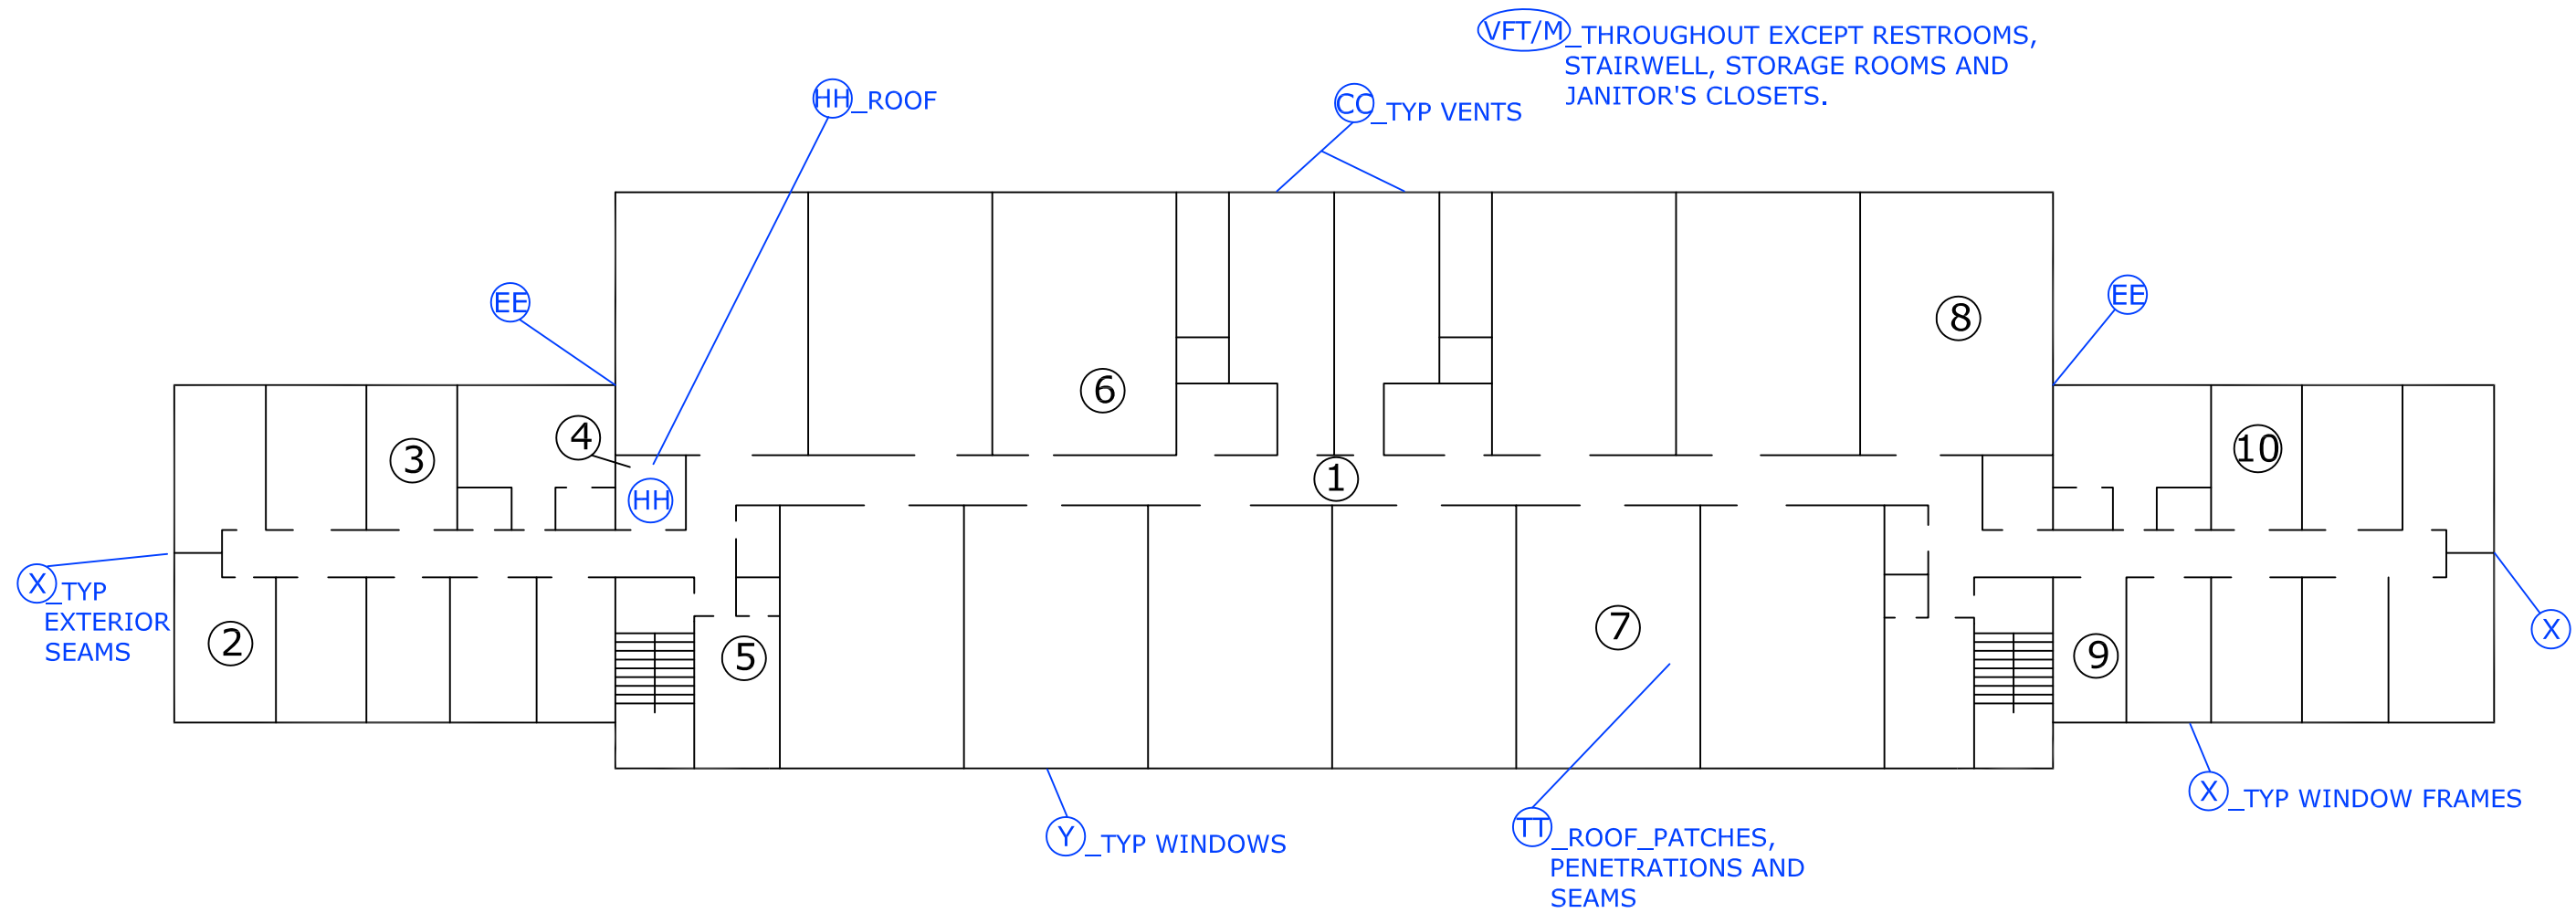 VFT/M_THROUGHOUT EXCEPT RESTROOMS,
STAIRWELL, STORAGE ROOMS AND
JANITOR'S CLOSETS.
HH_ROOF
CC_TYP VENTS
EE
EE
8
6
4
3
10
1
HH
X_TYP
EXTERIOR
SEAMS
2
5
7
9
X
X_TYP WINDOW FRAMES
Y_TYP WINDOWS
TT_ROOF_PATCHES,
PENETRATIONS AND
SEAMS